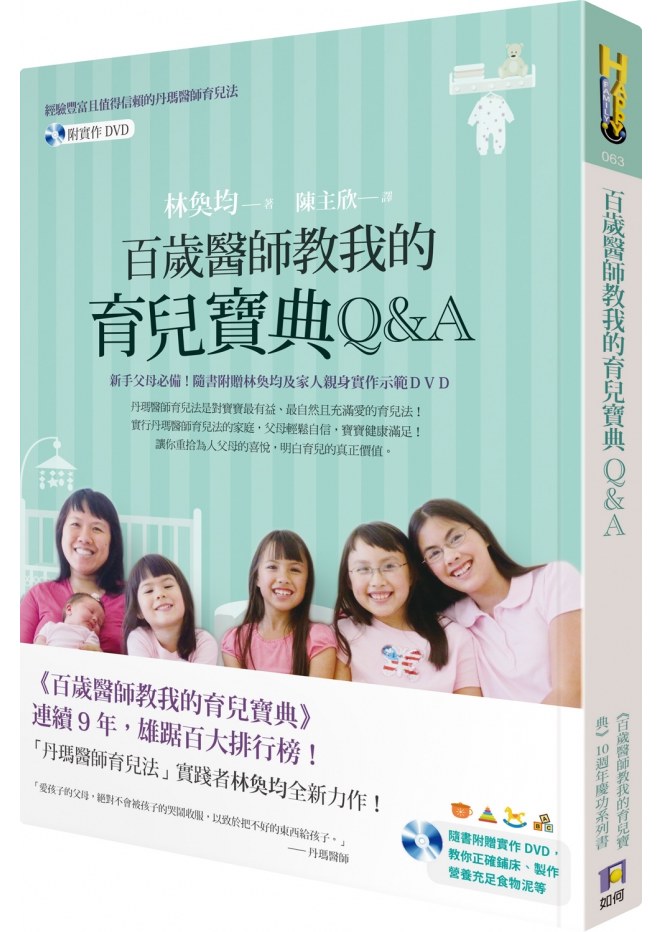 經驗豐富且值得信賴的丹瑪醫師育兒法
附實作 DVD
林奐均—著 陳主欣—譯
百歲醫師教我的
育兒寶典Q&A
新手父母必備！隨書附贈林奐均及家人親身實作示範DVD
丹瑪醫師育兒法是對寶寶最有益，最自然且充滿愛的育兒法！
實行丹瑪醫師育兒法的家庭，父母輕鬆自信，寶寶健康滿足！
讓你重拾為人父母的喜悅，明白育兒的真正價值。
《百歲醫師教我的育兒寶典》
連續9年，雄踞百大排行榜！
「丹瑪醫師育兒法」實踐者林奐均全新力作！
「愛孩子的父母，絕對不會被孩子的哭鬧收服，以致於把不好的東西給孩子。」
——丹瑪醫師
A
B
C
隨書附贈實作 DVD，
教你正確鋪床、製作
營養充足食物泥等
HAPPY
FAMILY
063
百歲醫師教我的育兒寶典Q&A
《百歲醫師教我的育兒寶
典》10週年慶功系列書
如何